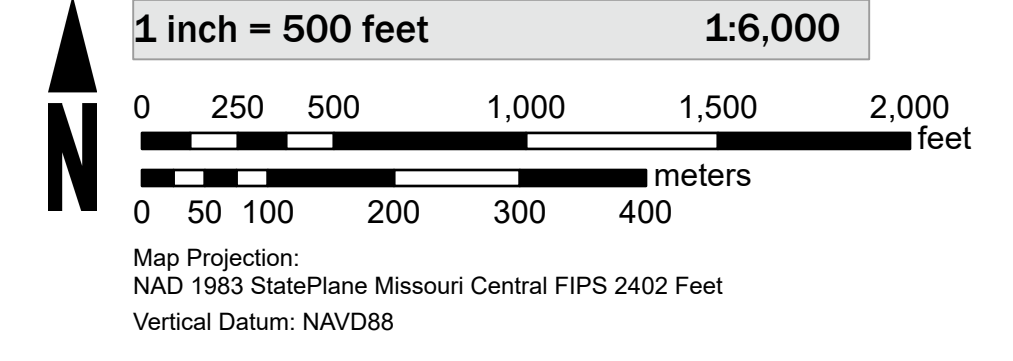 1 inch = 500 feet 1:6,000
0 250 500 1,000 1,500 2,000
feet
meters
0 50 100 200 300 400
N
Map Projection:
NAD 1983 StatePlane Missouri Central FIPS 2402 Feet
Vertical Datum: NAVD88